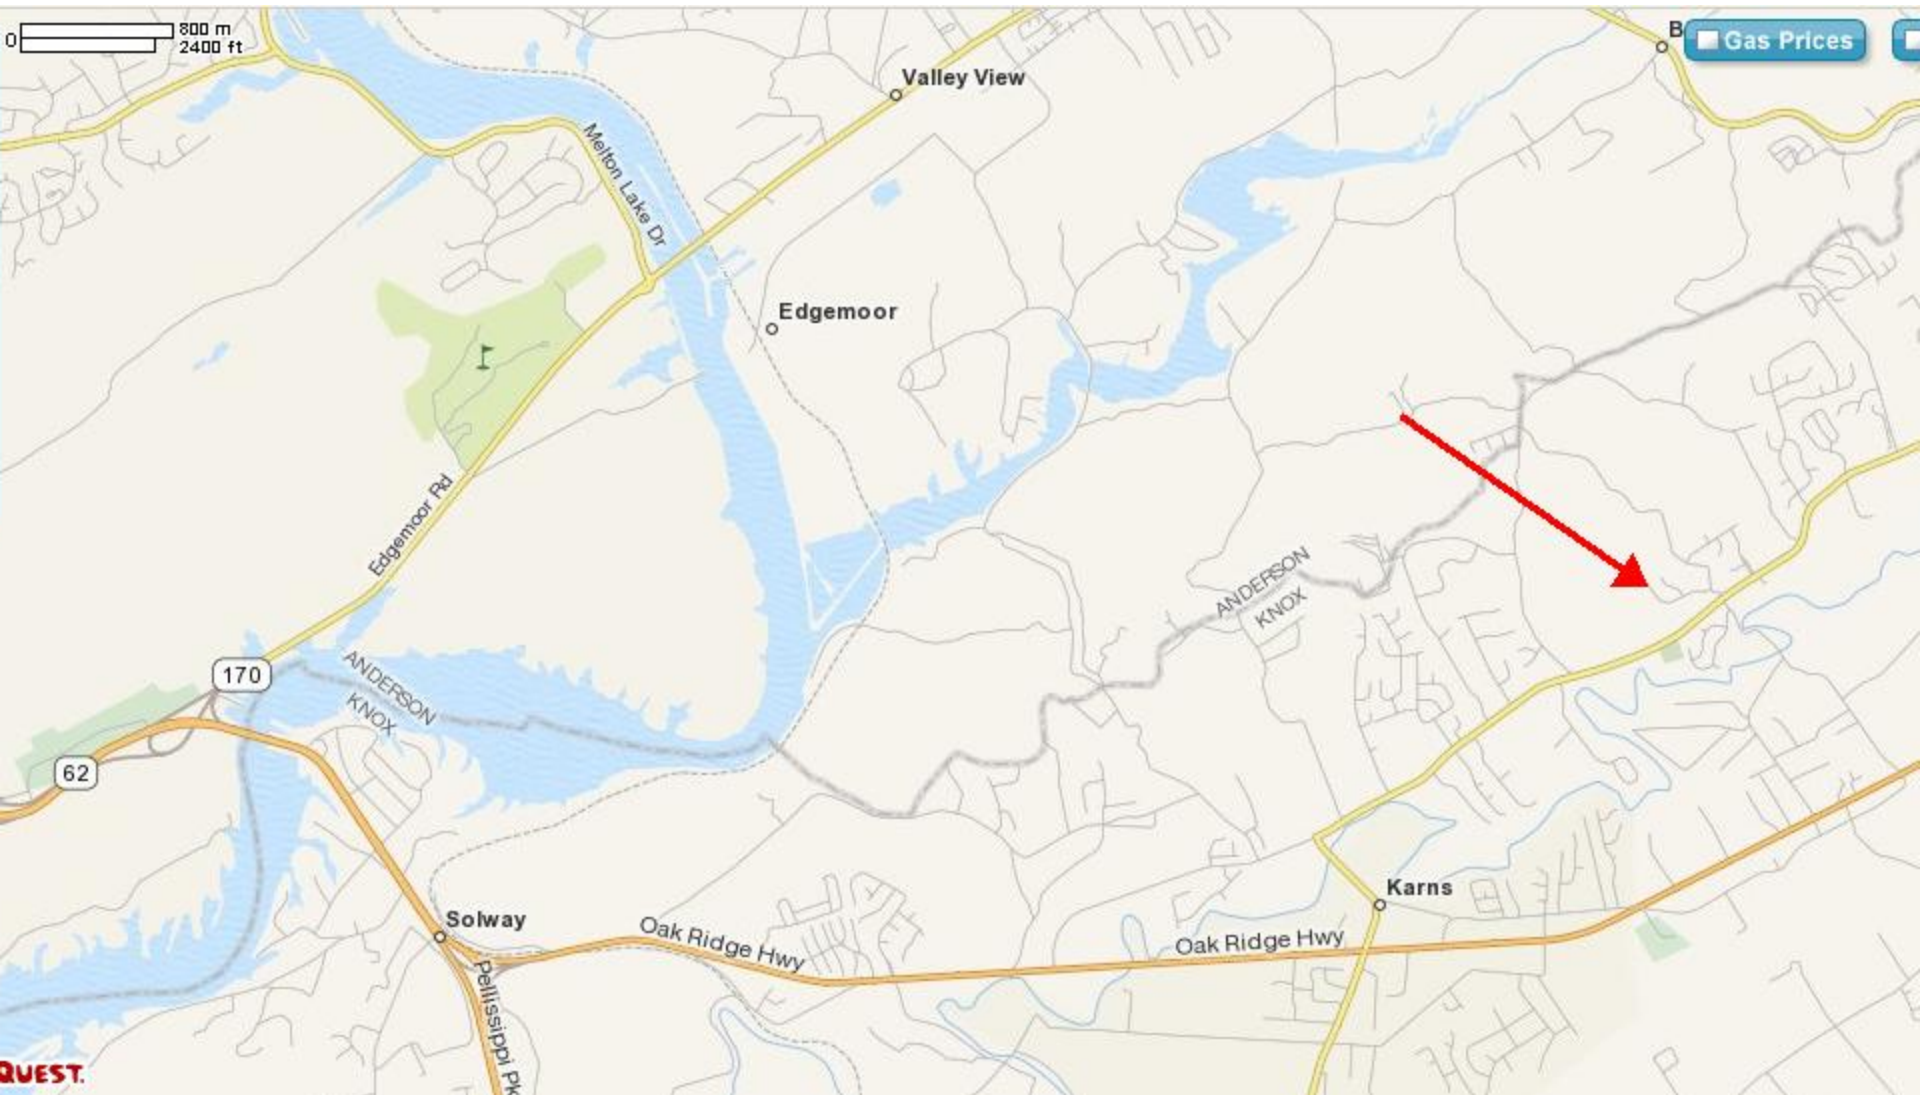 0
800 m
2400 ft
B
Gas Prices
Valley View
Melton Lake Dr
Edgemoor
Edgemoor Rd
ANDERSON
KNOX
170
ANDERSON
KNOX
62
Karns
Solway
Oak Ridge Hwy
Oak Ridge Hwy
Pellissippi Pk
QUEST.